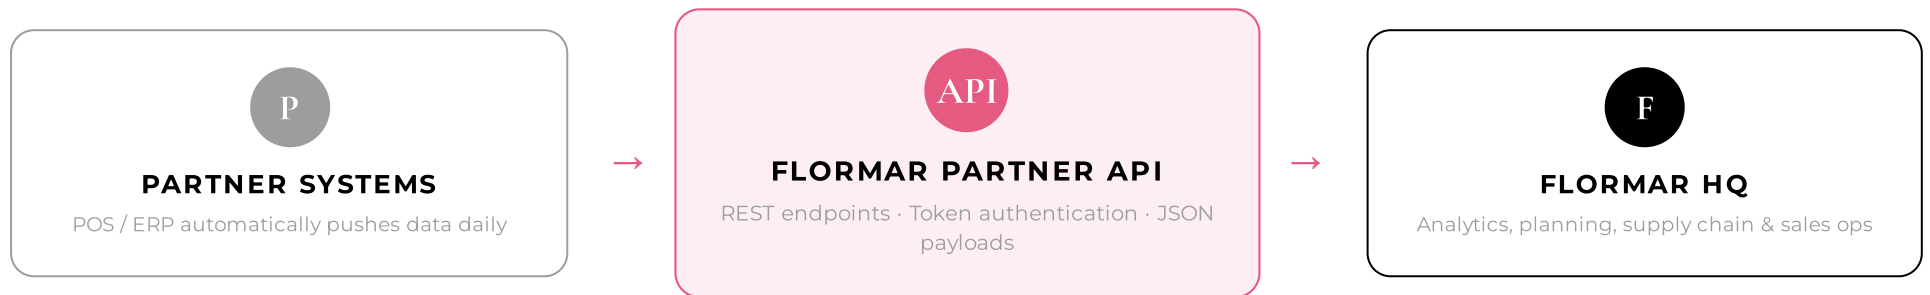 P
PARTNER SYSTEMS
POS / ERP automatically pushes data daily
→
API
FLORMAR PARTNER API
REST endpoints · Token authentication · JSON
payloads
→
F
FLORMAR HQ
Analytics, planning, supply chain & sales ops